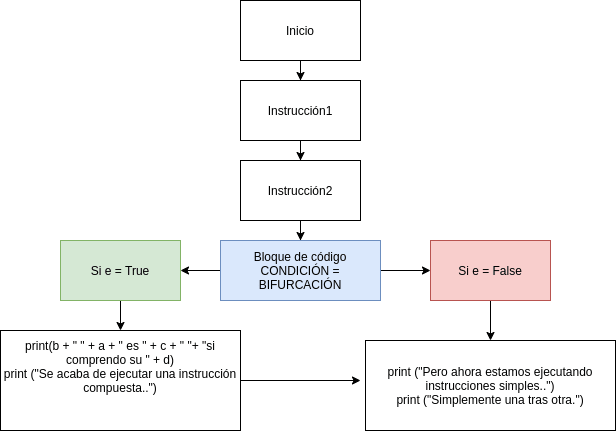 Inicio
Instrucción1
Instrucción2
Bloque de código
CONDICIÓN =
BIFURCACIÓN
Si e = True
Si e = False
print(b + " " + a + " es " + c + " "+ "si
comprendo su " + d)
print ("Se acaba de ejecutar una instrucción
compuesta..")
print ("Pero ahora estamos ejecutando
instrucciones simples..")
print ("Simplemente una tras otra.")